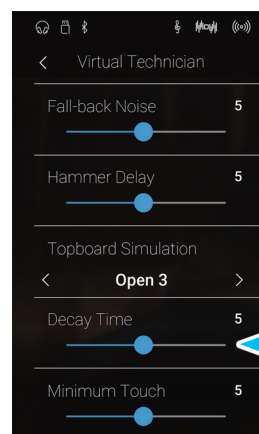 Virtual Technician
Fall-back Noise 5
Hammer Delay 5
Topboard Simulation
Open 3
Decay Time 5
Minimum Touch 5